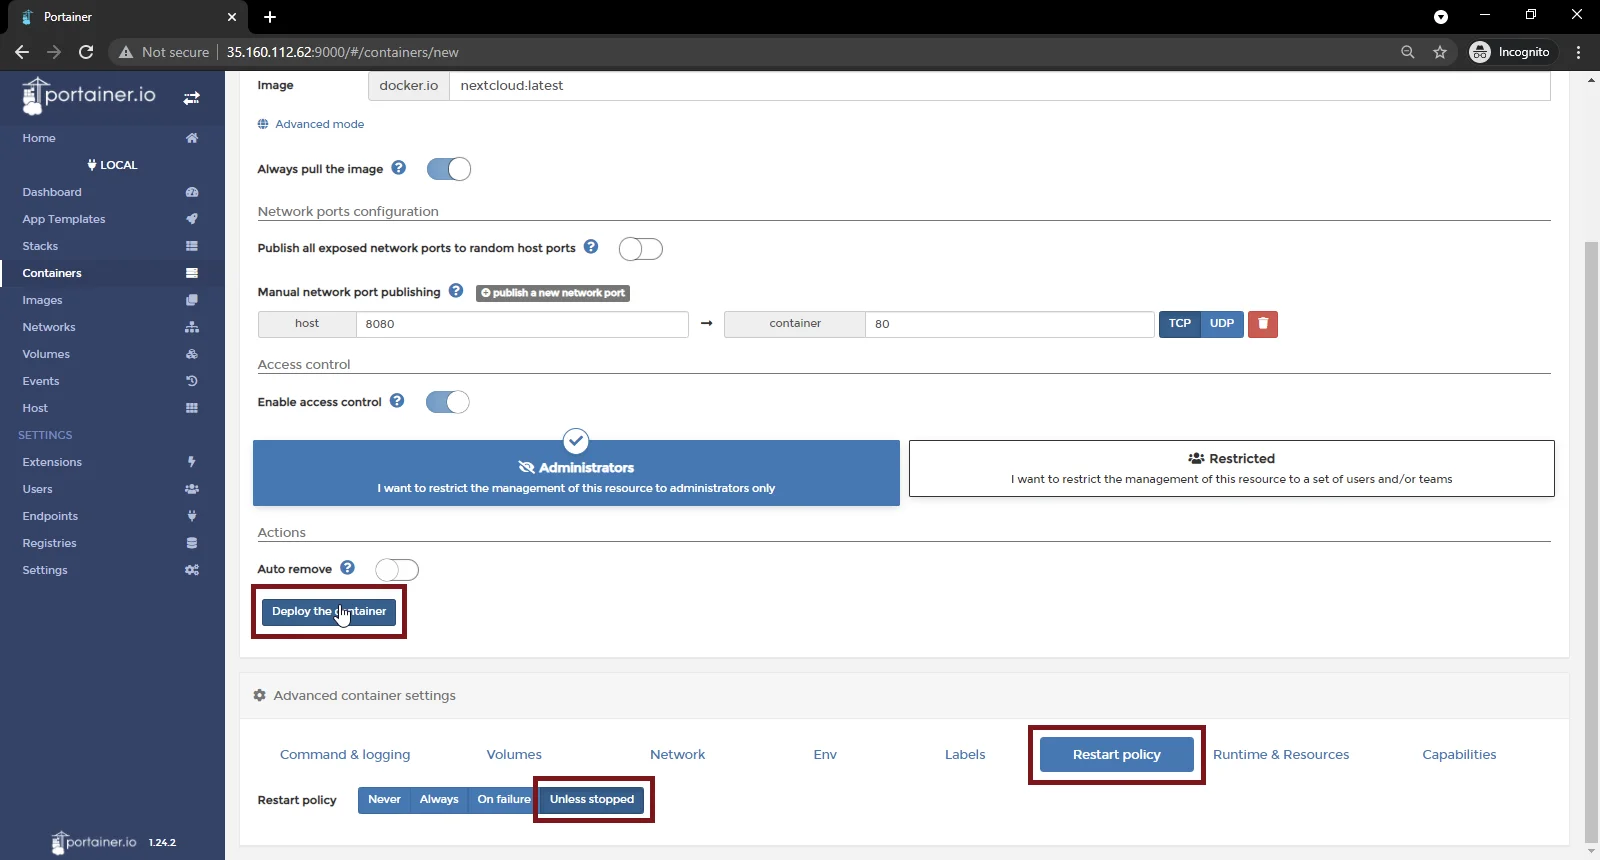 Portainer
Not secure 35.160.112.62:9000/#/containers/new
Incognito
portainer.io
Home
LOCAL
Dashboard
App Templates
Stacks
Containers
Images
Networks
Volumes
Events
Host
SETTINGS
Extensions
Users
Endpoints
Registries
Settings
portainer.io 1.24.2
Image docker.io nextcloud:latest
Advanced mode
Always pull the image
Network ports configuration
Publish all exposed network ports to random host ports
Manual network port publishing publish a new network port
host 8080 → container 80 TCP UDP
Access control
Enable access control
Administrators
I want to restrict the management of this resource to administrators only
Restricted
I want to restrict the management of this resource to a set of users and/or teams
Actions
Auto remove
Deploy the container
Advanced container settings
Command & logging Volumes Network Env Labels Restart policy Runtime & Resources Capabilities
Restart policy Never Always On failure Unless stopped